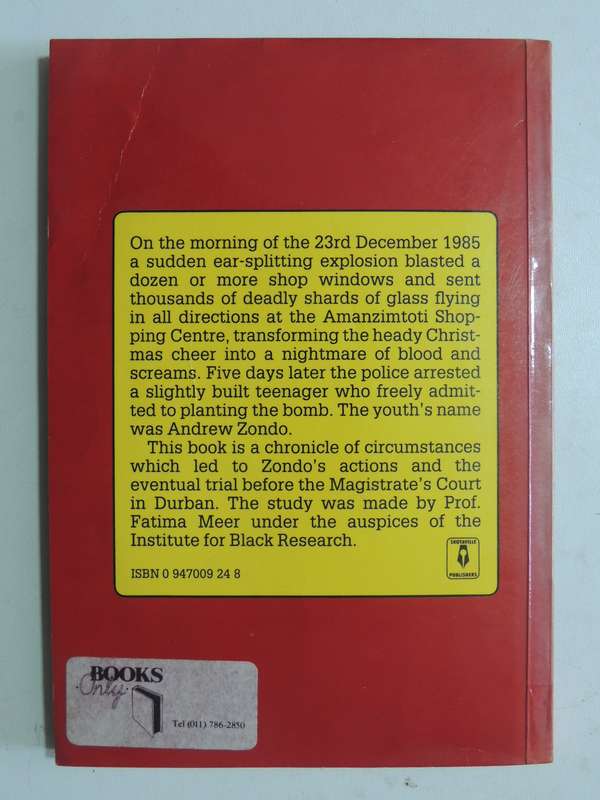 On the morning of the 23rd December 1985
a sudden ear-splitting explosion blasted a
dozen or more shop windows and sent
thousands of deadly shards of glass flying
in all directions at the Amanzimtoti Shop-
ping Centre, transforming the heady Christ-
mas cheer into a nightmare of blood and
screams. Five days later the police arrested
a slightly built teenager who freely admit-
ted to planting the bomb. The youth's name
was Andrew Zondo.
This book is a chronicle of circumstances
which led to Zondo's actions and the
eventual trial before the Magistrate's Court
in Durban. The study was made by Prof.
Fatima Meer under the auspices of the
Institute for Black Research.
SKOTAVILLE
PUBLISHERS
ISBN 0 947009 24 8
BOOKS
Only
Tel (011) 786-2850